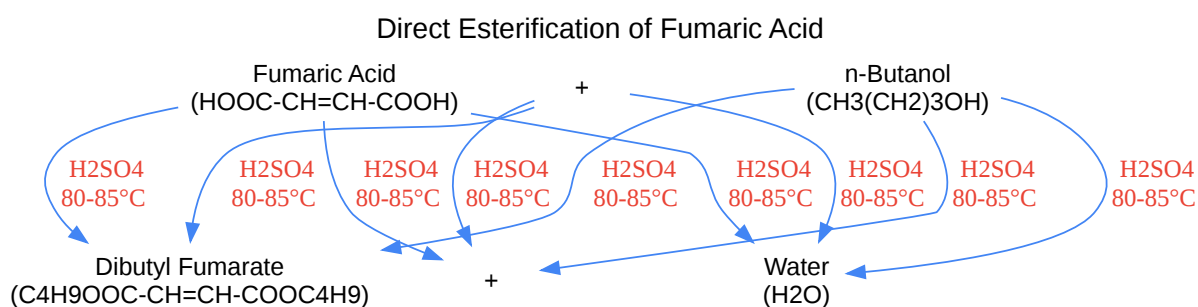 Direct Esterification of Fumaric Acid
Fumaric Acid
(HOOC-CH=CH-COOH)
+
n-Butanol
(CH3(CH2)3OH)
H2SO4
80-85°C
H2SO4
80-85°C
H2SO4
80-85°C
H2SO4
80-85°C
H2SO4
80-85°C
H2SO4
80-85°C
H2SO4
80-85°C
H2SO4
80-85°C
H2SO4
80-85°C
Dibutyl Fumarate
(C4H9OOC-CH=CH-COOC4H9)
+
Water
(H2O)